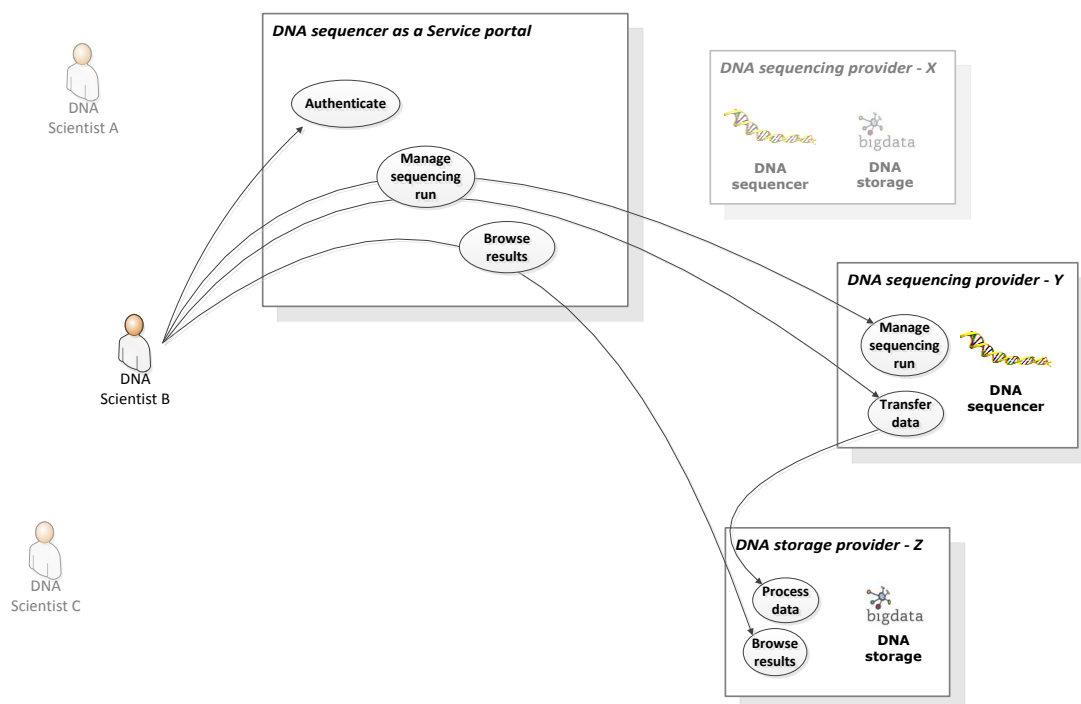 DNA sequencer as a Service portal
Authenticate
Manage
sequencing
run
Browse
results
DNA
Scientist A
DNA
Scientist B
DNA
Scientist C
DNA sequencing provider - X
DNA
sequencer
bigdata
DNA
storage
DNA sequencing provider - Y
Manage
sequencing
run
Transfer
data
DNA
sequencer
DNA storage provider - Z
Process
data
Browse
results
bigdata
DNA
storage